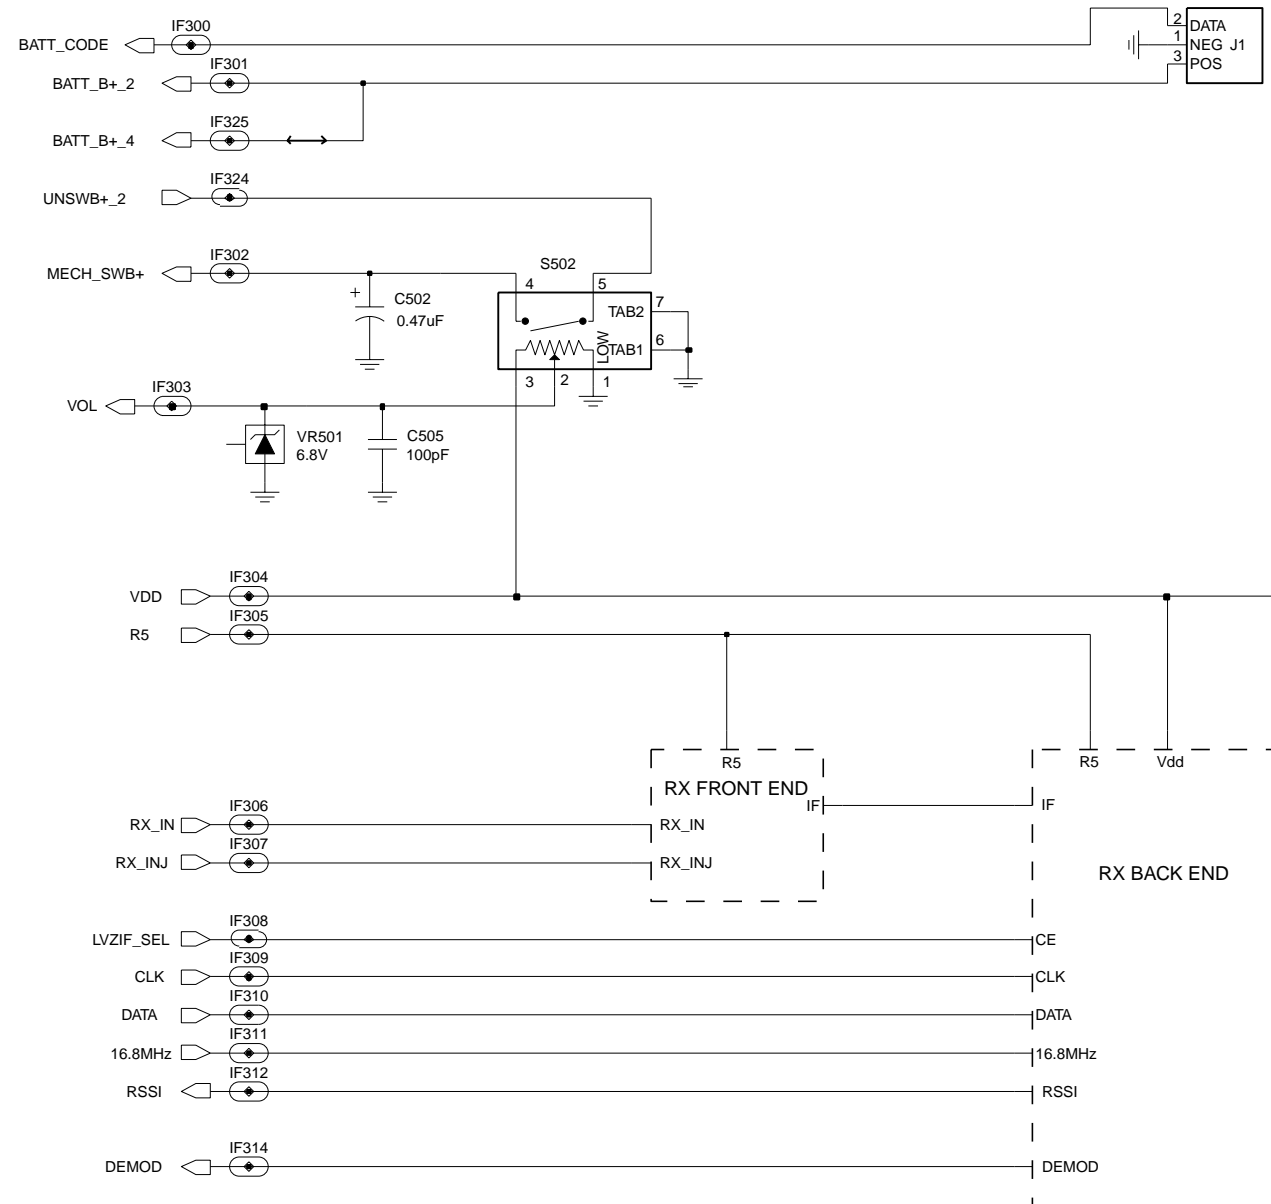 IF300
BATT_CODE
2 DATA
1 NEG J1
3 POS
IF301
BATT_B+_2
IF325
BATT_B+_4
IF324
UNSWB+_2
IF302
MECH_SWB+
+
C502
0.47uF
S502
4 5
TAB2 7
LOW
TAB1 6
3 2 1
IF303
VOL
VR501
6.8V
C505
100pF
IF304
VDD
IF305
R5
R5
RX FRONT END
IF
R5 Vdd
IF
RX BACK END
IF306
RX_IN
RX_IN
IF307
RX_INJ
RX_INJ
IF308
LVZIF_SEL
CE
IF309
CLK
CLK
IF310
DATA
DATA
IF311
16.8MHz
16.8MHz
IF312
RSSI
RSSI
IF314
DEMOD
DEMOD